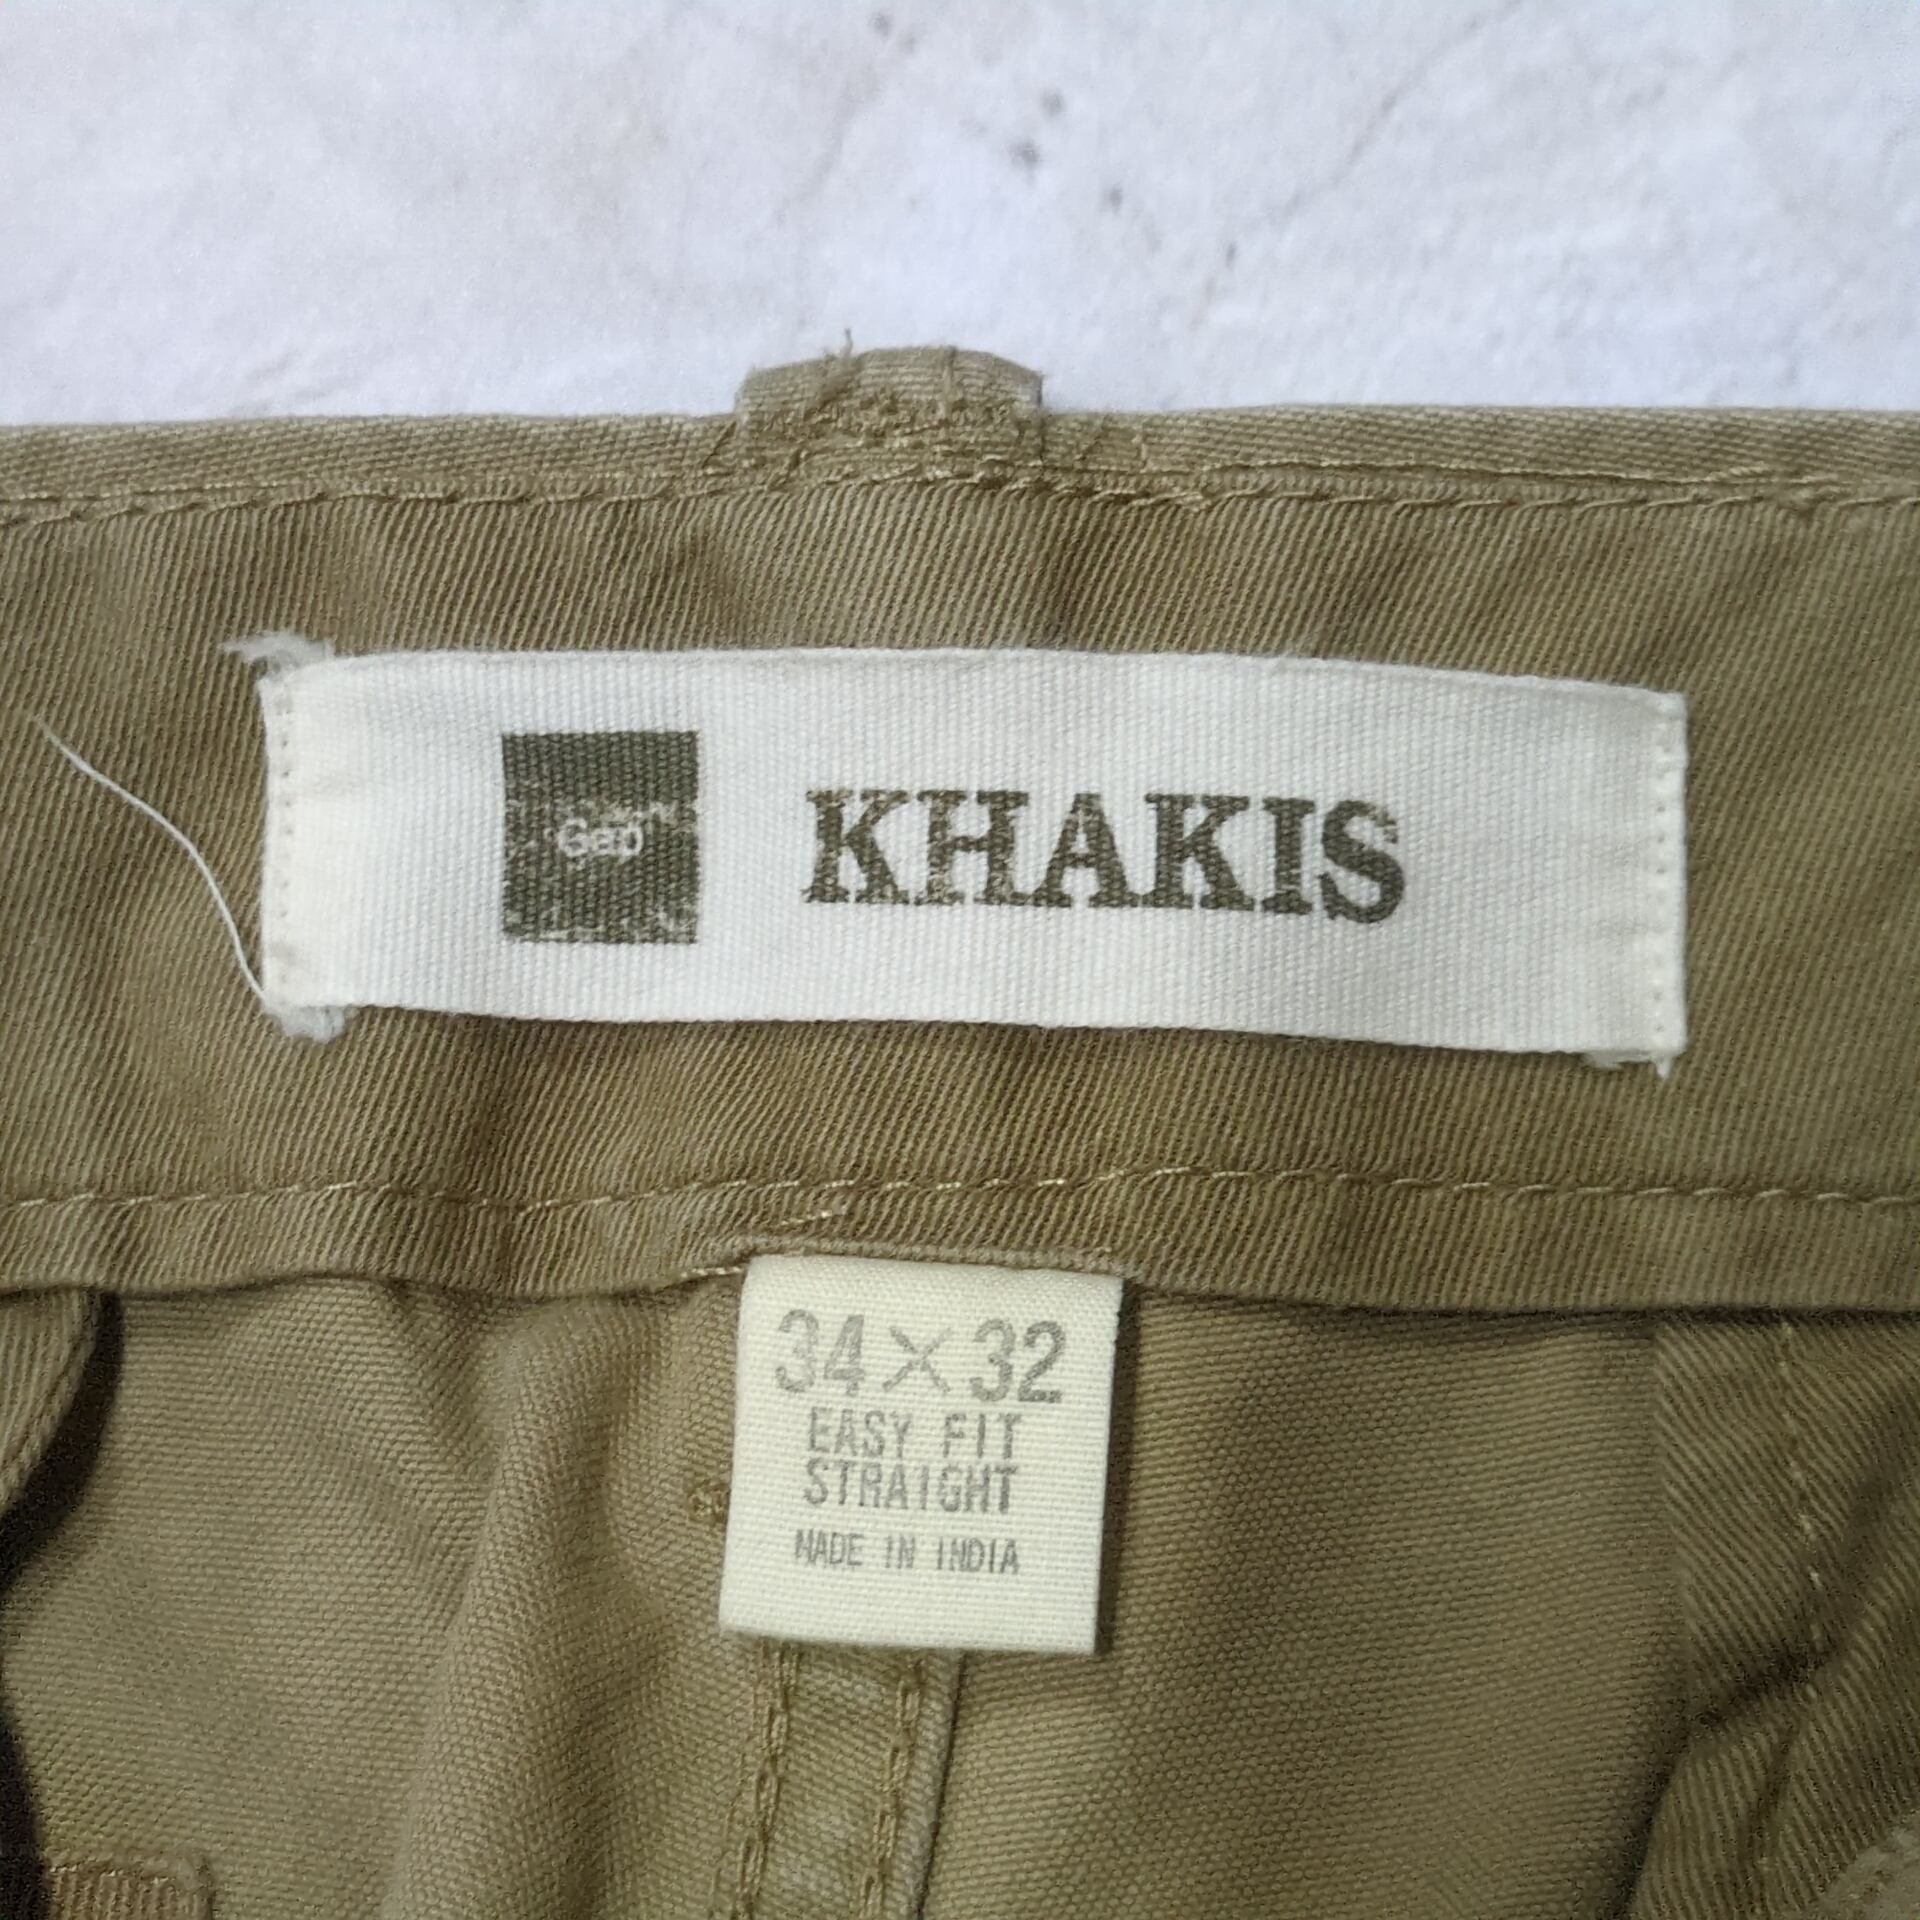 Gap KHAKIS
34×32
EASY FIT
STRAIGHT
MADE IN INDIA